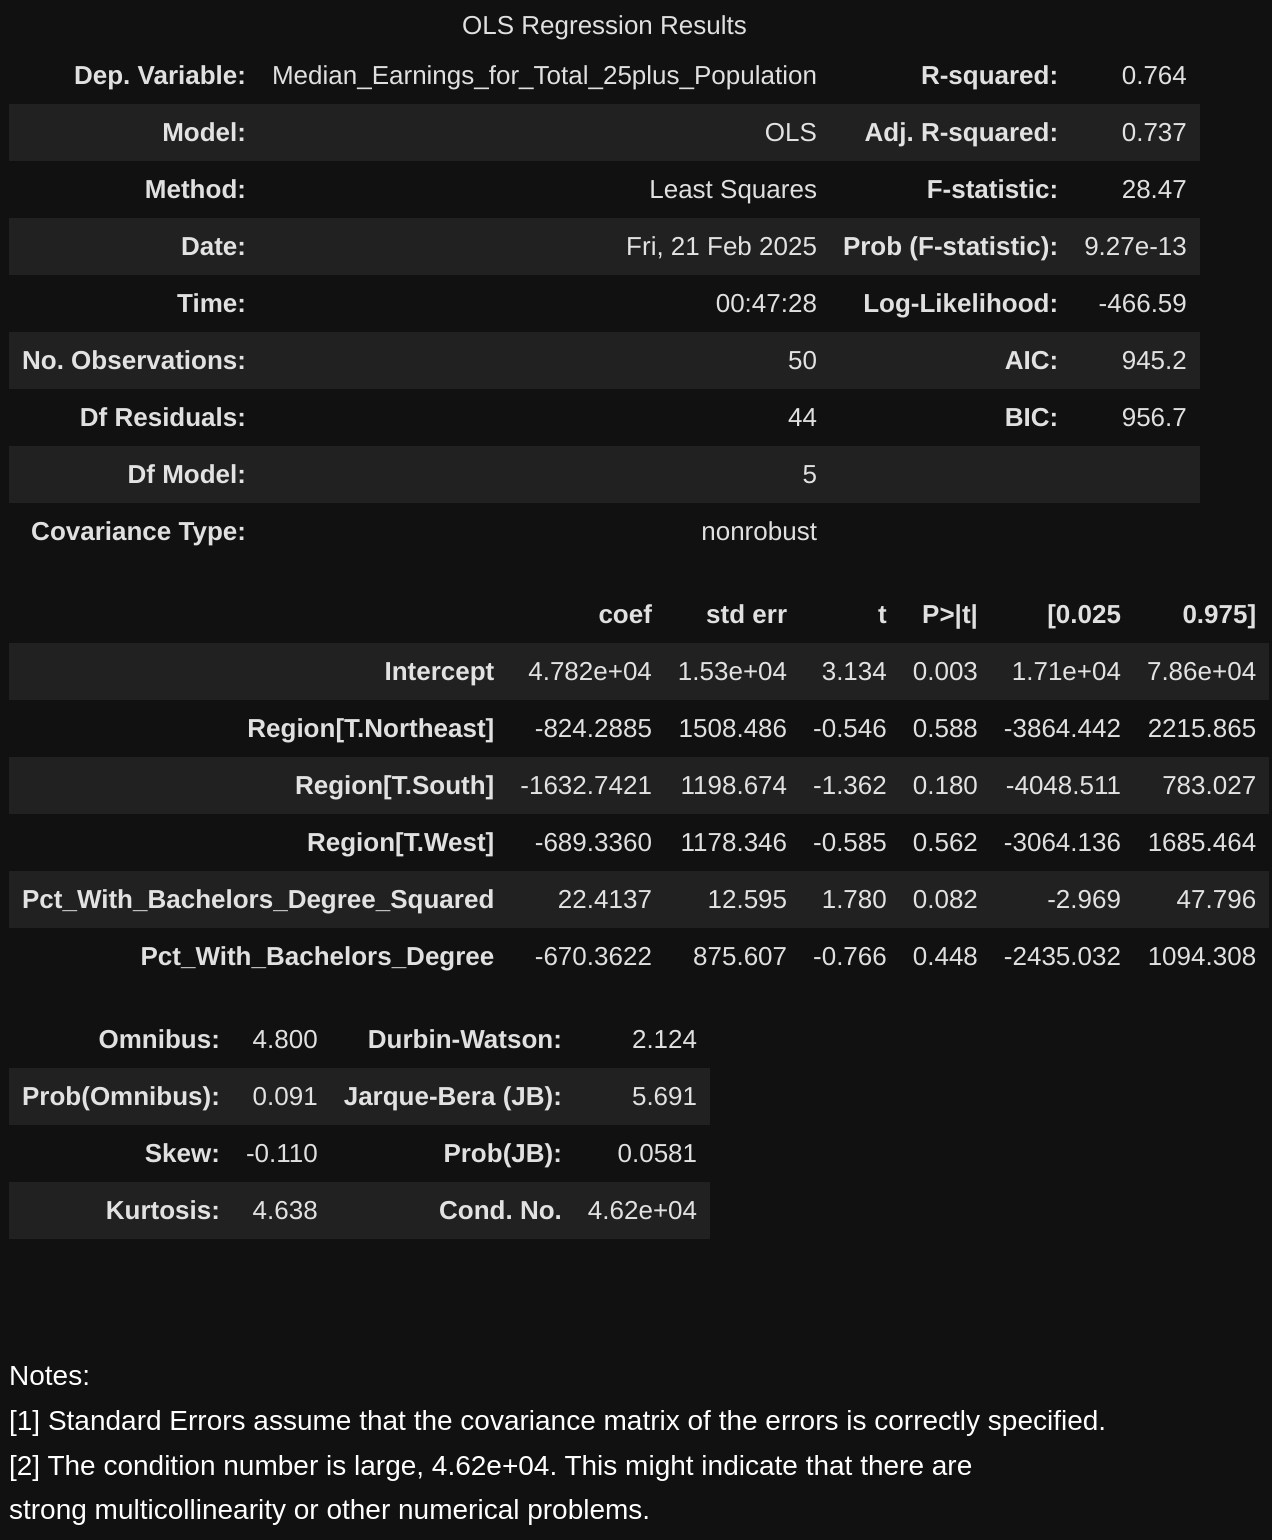 OLS Regression Results
Dep. Variable: Median_Earnings_for_Total_25plus_Population R-squared: 0.764
Model: OLS Adj. R-squared: 0.737
Method: Least Squares F-statistic: 28.47
Date: Fri, 21 Feb 2025 Prob (F-statistic): 9.27e-13
Time: 00:47:28 Log-Likelihood: -466.59
No. Observations: 50 AIC: 945.2
Df Residuals: 44 BIC: 956.7
Df Model: 5
Covariance Type: nonrobust
coef std err t P>|t| [0.025 0.975]
Intercept 4.782e+04 1.53e+04 3.134 0.003 1.71e+04 7.86e+04
Region[T.Northeast] -824.2885 1508.486 -0.546 0.588 -3864.442 2215.865
Region[T.South] -1632.7421 1198.674 -1.362 0.180 -4048.511 783.027
Region[T.West] -689.3360 1178.346 -0.585 0.562 -3064.136 1685.464
Pct_With_Bachelors_Degree_Squared 22.4137 12.595 1.780 0.082 -2.969 47.796
Pct_With_Bachelors_Degree -670.3622 875.607 -0.766 0.448 -2435.032 1094.308
Omnibus: 4.800 Durbin-Watson: 2.124
Prob(Omnibus): 0.091 Jarque-Bera (JB): 5.691
Skew: -0.110 Prob(JB): 0.0581
Kurtosis: 4.638 Cond. No. 4.62e+04
Notes:
[1] Standard Errors assume that the covariance matrix of the errors is correctly specified.
[2] The condition number is large, 4.62e+04. This might indicate that there are
strong multicollinearity or other numerical problems.